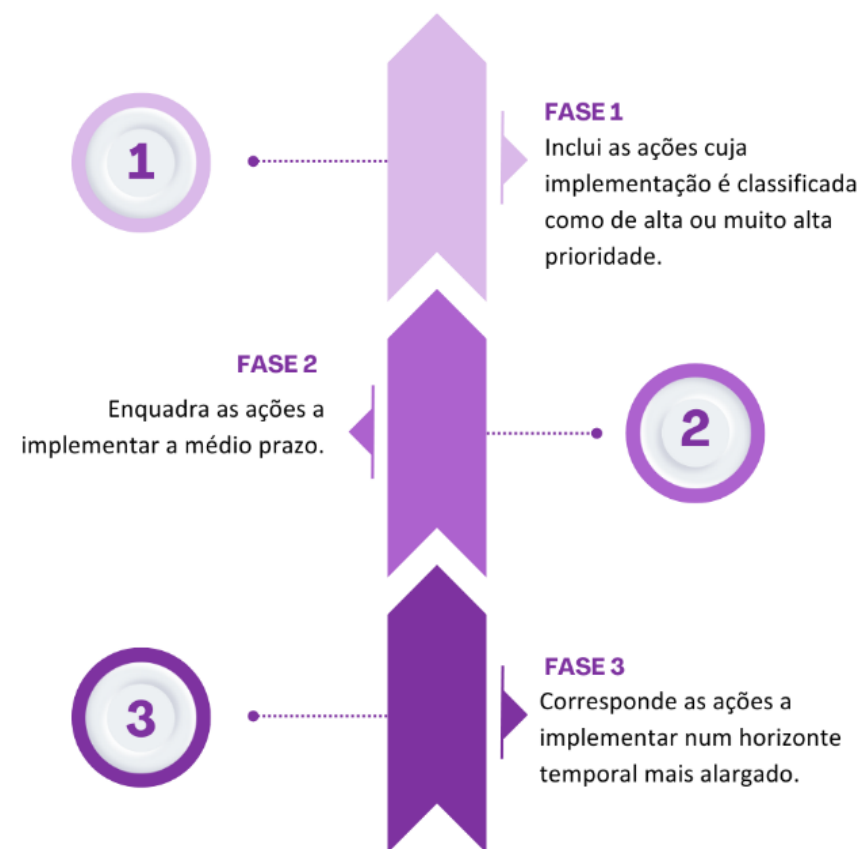 1
FASE 1
Inclui as ações cuja
implementação é classificada
como de alta ou muito alta
prioridade.
FASE 2
Enquadra as ações a
implementar a médio prazo.
2
3
FASE 3
Corresponde as ações a
implementar num horizonte
temporal mais alargado.